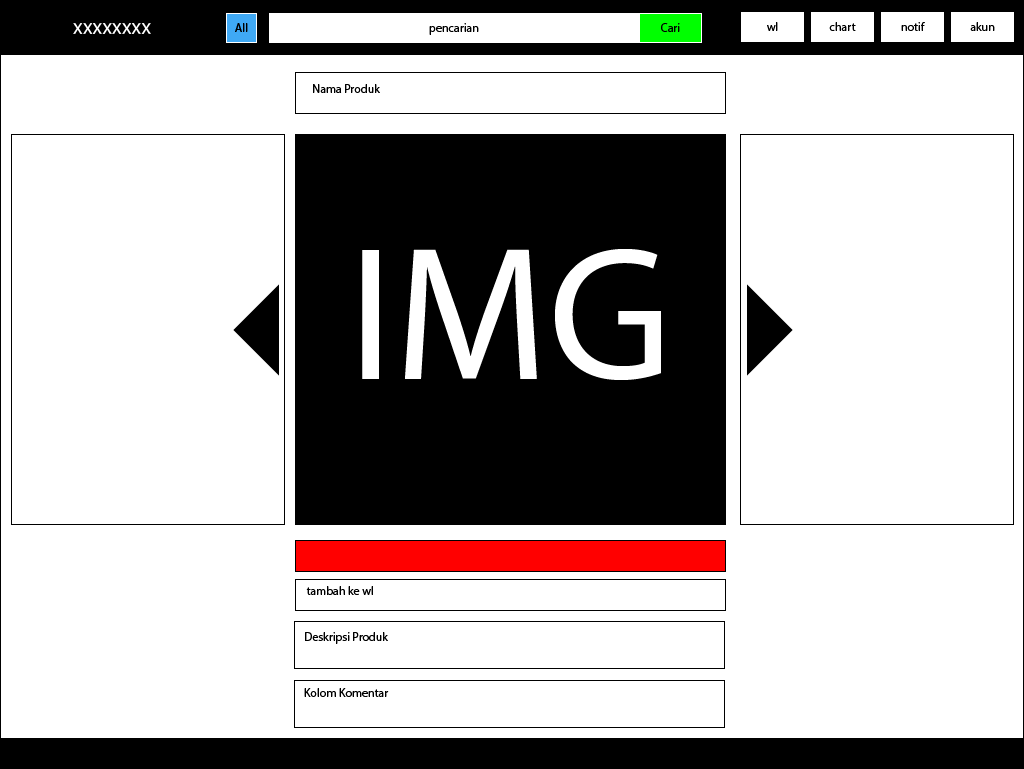 XXXXXXXX
All
pencarian
Cari
wl
chart
notif
akun
Nama Produk
IMG
tambah ke wl
Deskripsi Produk
Kolom Komentar